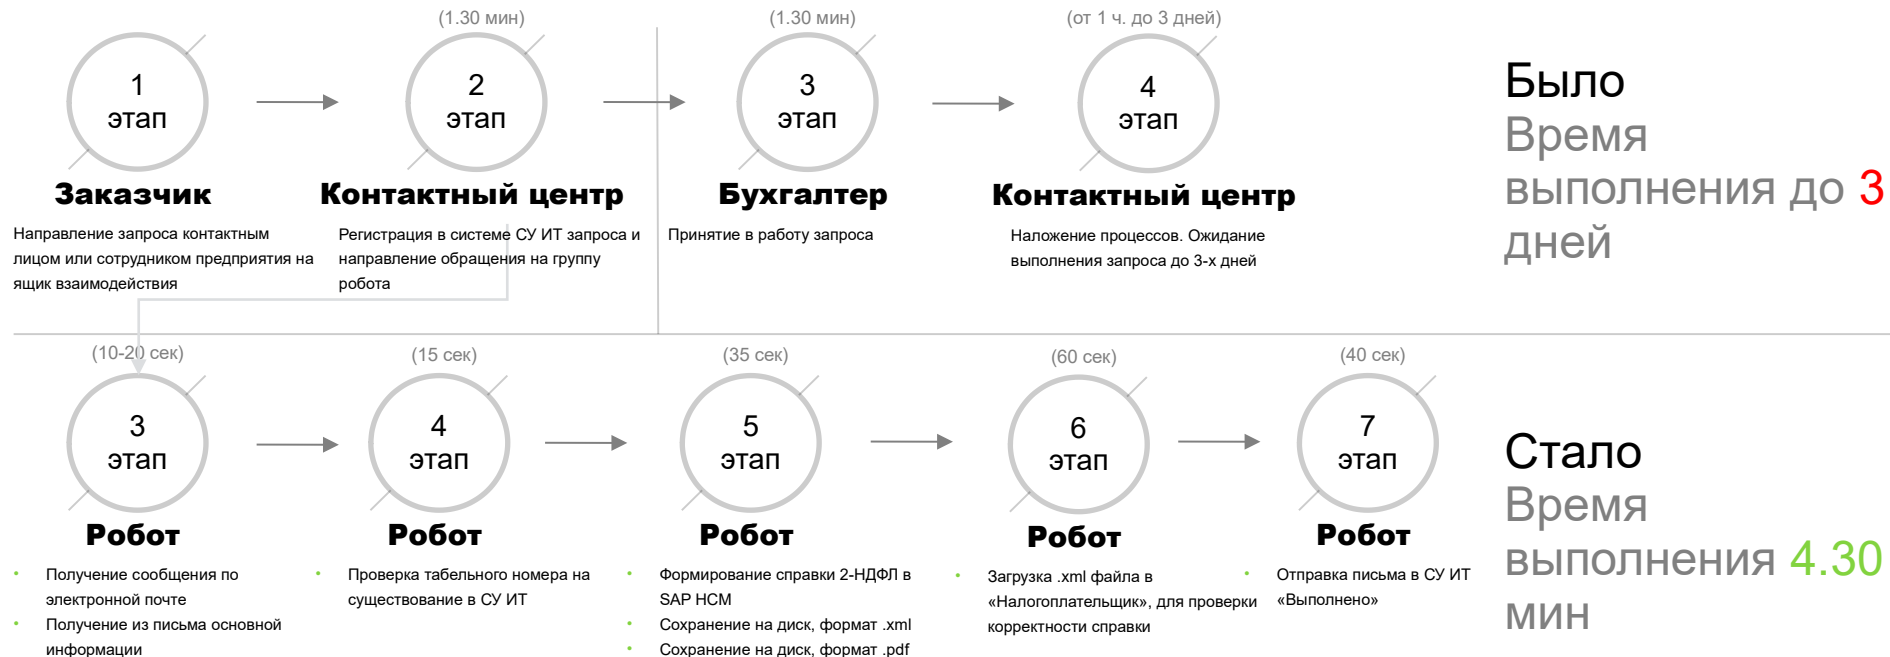 (1.30 мин)
(1.30 мин)
(от 1 ч. до 3 дней)
1
этап
2
этап
3
этап
4
этап
Заказчик
Контактный центр
Бухгалтер
Контактный центр
Направление запроса контактным
лицом или сотрудником предприятия на
ящик взаимодействия
Регистрация в системе СУ ИТ запроса и
направление обращения на группу
робота
Принятие в работу запроса
Наложение процессов. Ожидание
выполнения запроса до 3-х дней
Было
Время
выполнения до 3
дней
(10-20 сек)
(15 сек)
(35 сек)
(60 сек)
(40 сек)
3
этап
4
этап
5
этап
6
этап
7
этап
Робот
Робот
Робот
Робот
Робот
• Получение сообщения по
электронной почте
• Получение из письма основной
информации
• Проверка табельного номера на
существование в СУ ИТ
• Формирование справки 2-НДФЛ в
SAP HCM
• Сохранение на диск, формат .xml
• Сохранение на диск, формат .pdf
• Загрузка .xml файла в
«Налогоплательщик», для проверки
корректности справки
• Отправка письма в СУ ИТ
«Выполнено»
Стало
Время
выполнения 4.30
мин